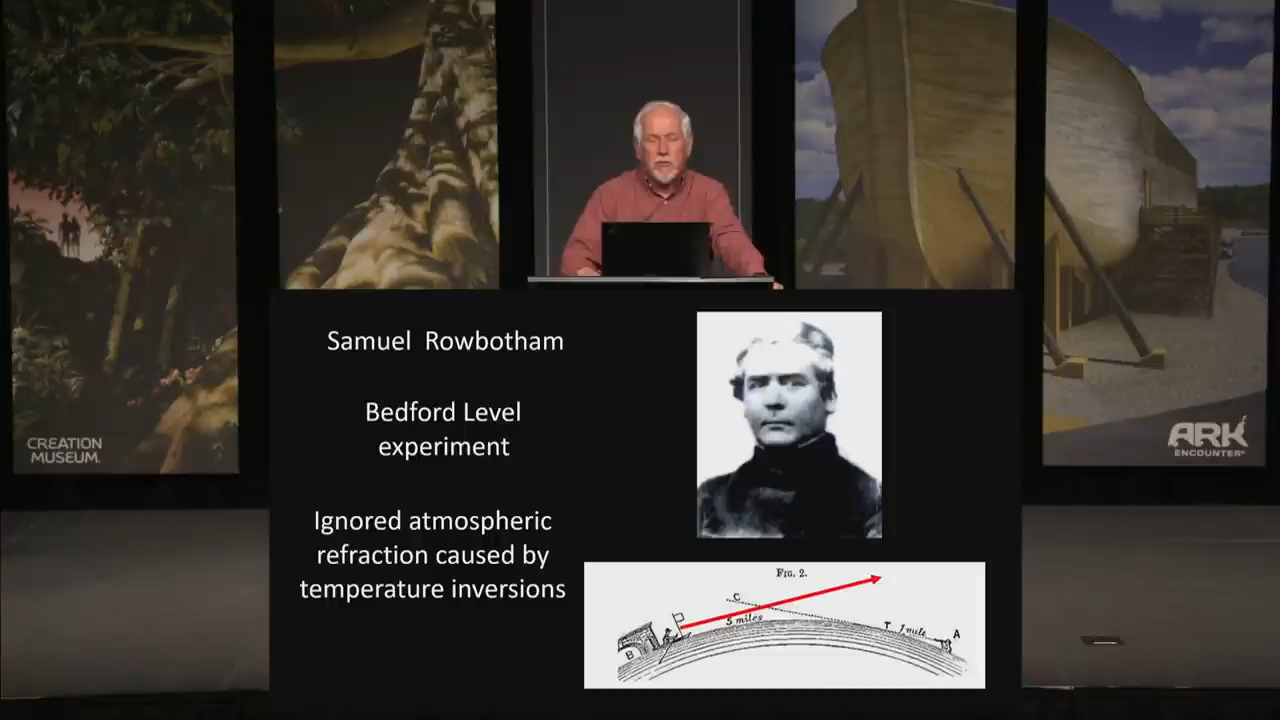 Samuel Rowbotham
Bedford Level
experiment
Ignored atmospheric
refraction caused by
temperature inversions
FIG. 2.
C
5 miles
T
1 mile
A
B
CREATION
MUSEUM
ARK
ENCOUNTER